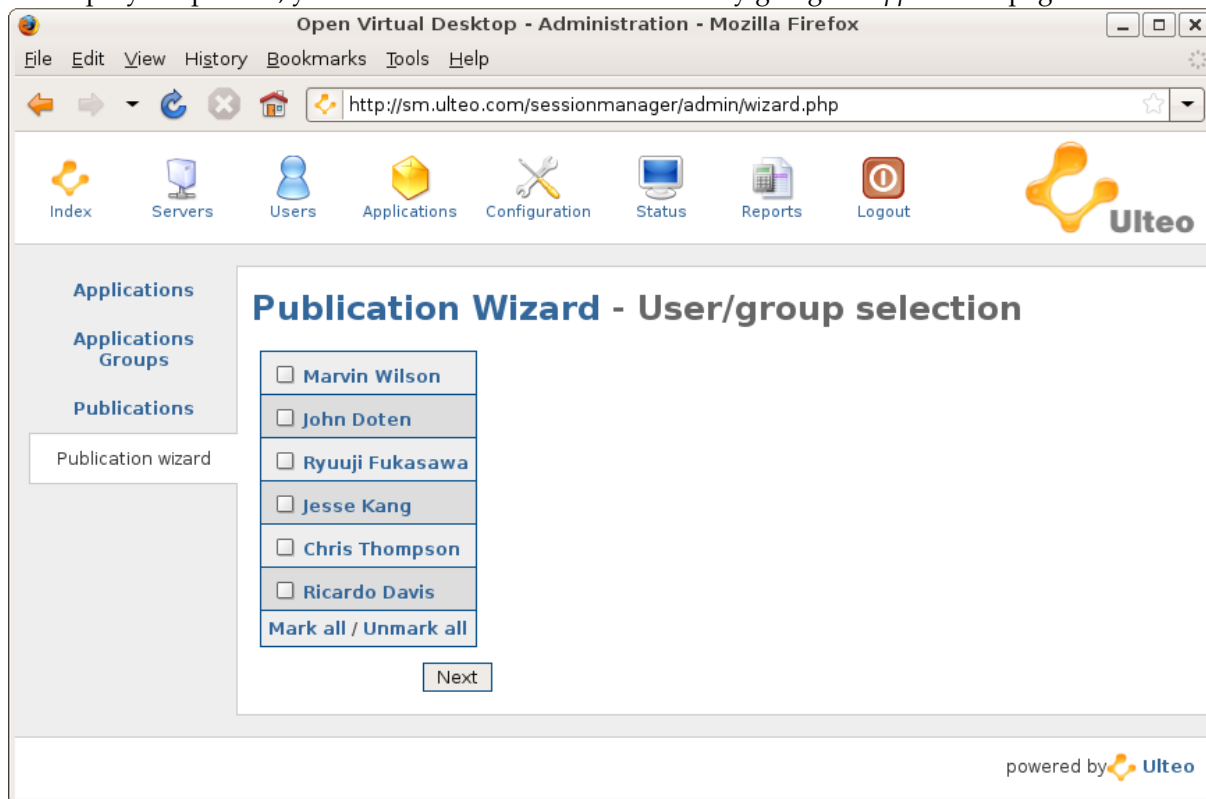 Open Virtual Desktop - Administration - Mozilla Firefox
File Edit View History Bookmarks Tools Help
http://sm.ulteo.com/sessionmanager/admin/wizard.php
Index Servers Users Applications Configuration Status Reports Logout
Ulteo
Applications
Applications
Groups
Publications
Publication wizard
Publication Wizard - User/group selection
Marvin Wilson
John Doten
Ryuuji Fukasawa
Jesse Kang
Chris Thompson
Ricardo Davis
Mark all / Unmark all
Next
powered by Ulteo